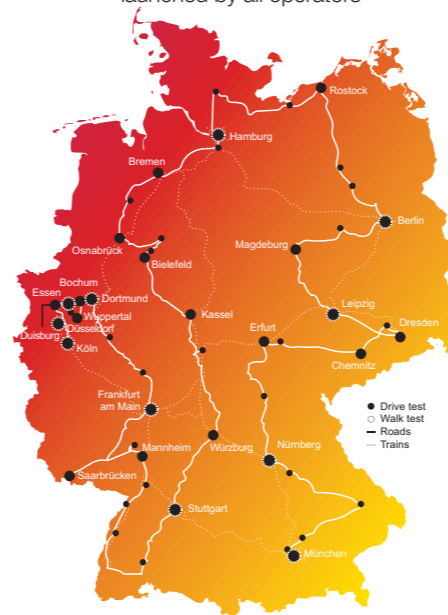 launched by all operators
Rostock
Hamburg
Bremen
Berlin
Osnabrück
Magdeburg
Bielefeld
Bochum
Essen
Dortmund
Wuppertal
Duisburg
Düsseldorf
Köln
Kassel
Leipzig
Erfurt
Dresden
Chemnitz
Frankfurt
am Main
Drive test
Walk test
Roads
Trains
Mannheim
Würzburg
Nürnberg
Saarbrücken
Stuttgart
München